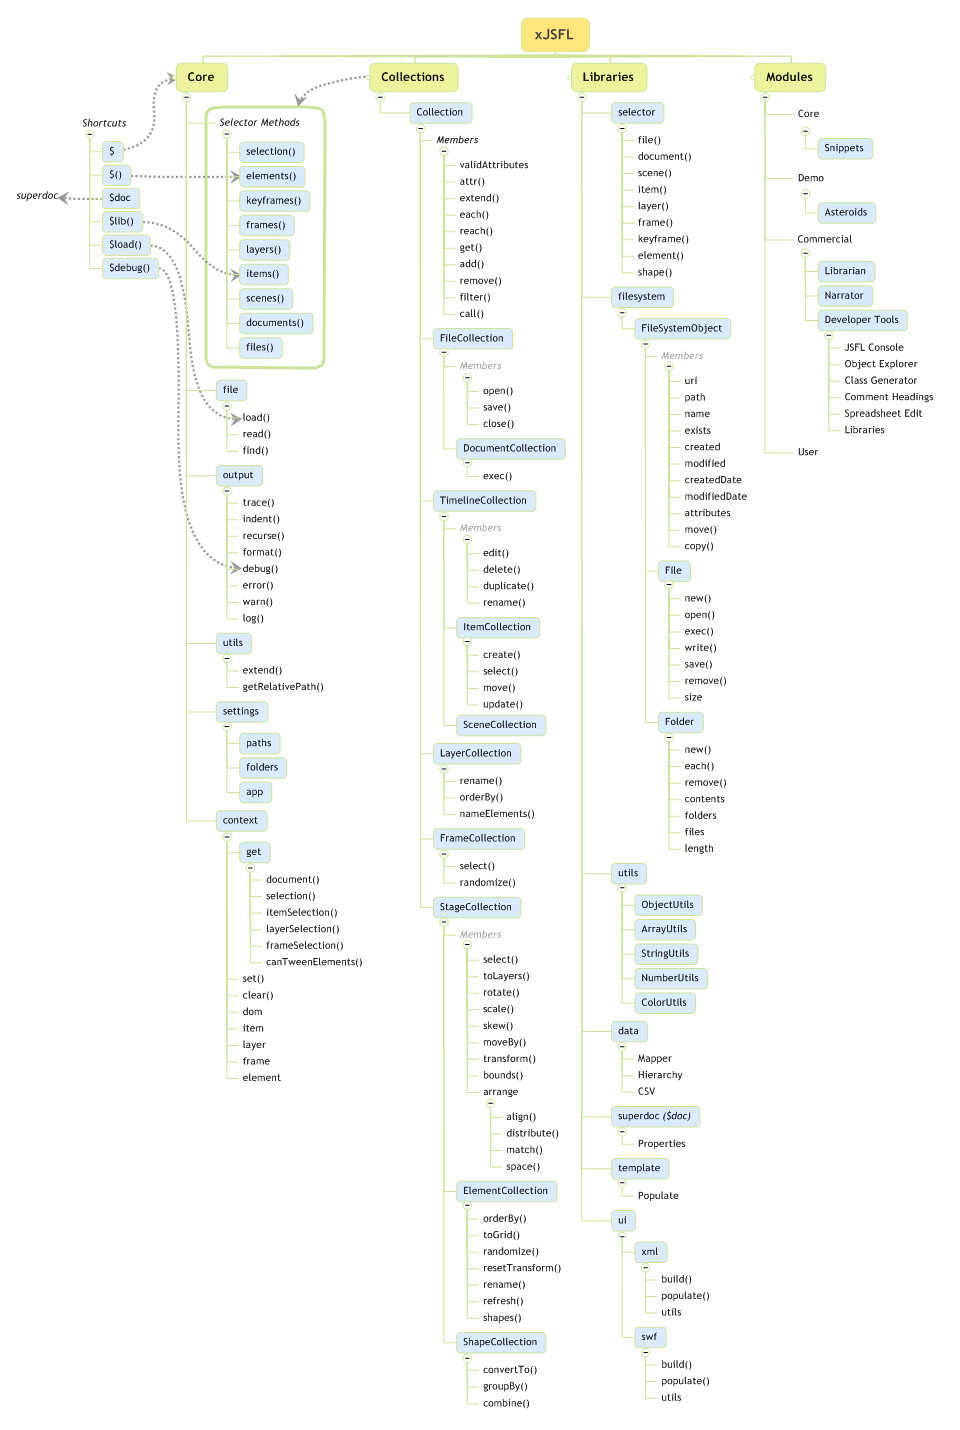 xJSFL
Core
Shortcuts
$
$()
superdoc
$doc
$lib()
$load()
$debug()
Selector Methods
selection()
elements()
keyframes()
frames()
layers()
items()
scenes()
documents()
files()
file
load()
read()
find()
output
trace()
indent()
recurse()
format()
debug()
error()
warn()
log()
utils
extend()
getRelativePath()
settings
paths
folders
app
context
get
document()
selection()
itemSelection()
layerSelection()
frameSelection()
canTweenElements()
set()
clear()
dom
item
layer
frame
element
Collections
Collection
Members
validAttributes
attr()
extend()
each()
reach()
get()
add()
remove()
filter()
call()
FileCollection
Members
open()
save()
close()
DocumentCollection
exec()
TimelineCollection
Members
edit()
delete()
duplicate()
rename()
ItemCollection
create()
select()
move()
update()
SceneCollection
LayerCollection
rename()
orderBy()
nameElements()
FrameCollection
select()
randomize()
StageCollection
Members
select()
toLayers()
rotate()
scale()
skew()
moveBy()
transform()
bounds()
arrange
align()
distribute()
match()
space()
ElementCollection
orderBy()
toGrid()
randomize()
resetTransform()
rename()
refresh()
shapes()
ShapeCollection
convertTo()
groupBy()
combine()
Libraries
selector
file()
document()
scene()
item()
layer()
frame()
keyframe()
element()
shape()
filesystem
FileSystemObject
Members
uri
path
name
exists
created
modified
createdDate
modifiedDate
attributes
move()
copy()
File
new()
open()
exec()
write()
save()
remove()
size
Folder
new()
each()
remove()
contents
folders
files
length
utils
ObjectUtils
ArrayUtils
StringUtils
NumberUtils
ColorUtils
data
Mapper
Hierarchy
CSV
superdoc ($doc)
Properties
template
Populate
ui
xml
build()
populate()
utils
swf
build()
populate()
utils
Modules
Core
Snippets
Demo
Asteroids
Commercial
Librarian
Narrator
Developer Tools
JSFL Console
Object Explorer
Class Generator
Comment Headings
Spreadsheet Edit
Libraries
User